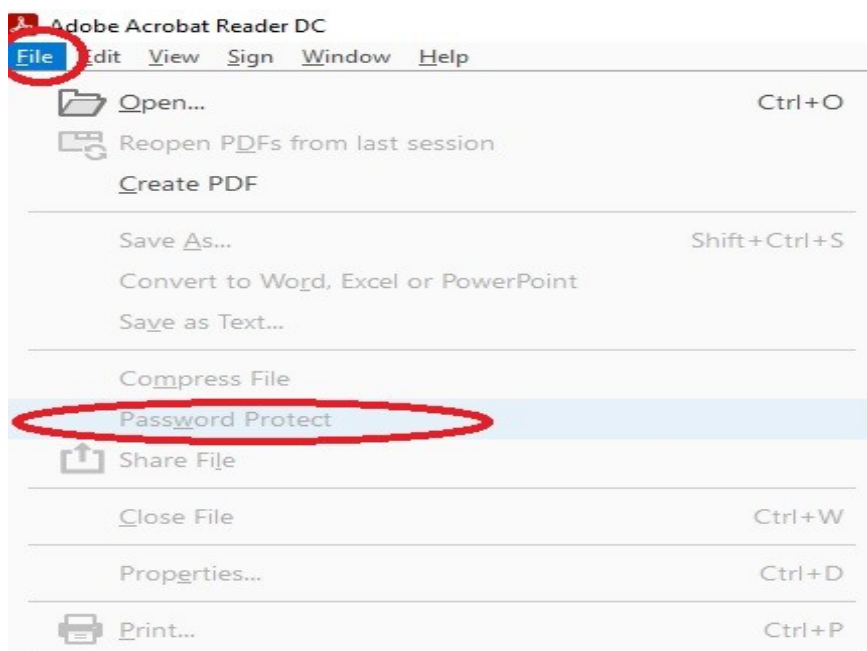 Adobe Acrobat Reader DC
File Edit View Sign Window Help
Open... Ctrl+O
Reopen PDFs from last session
Create PDF
Save As... Shift+Ctrl+S
Convert to Word, Excel or PowerPoint
Save as Text...
Compress File
Password Protect
Share File
Close File Ctrl+W
Properties... Ctrl+D
Print... Ctrl+P